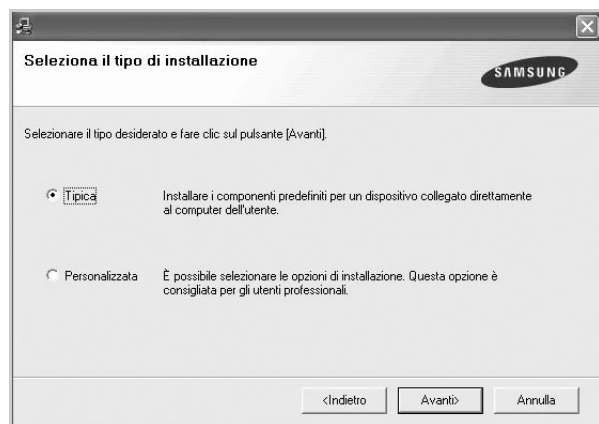 Seleziona il tipo di installazione
SAMSUNG
Selezionare il tipo desiderato e fare clic sul pulsante [Avanti].
Tipica
Installare i componenti predefiniti per un dispositivo collegato direttamente
al computer dell'utente.
Personalizzata
È possibile selezionare le opzioni di installazione. Questa opzione è
consigliata per gli utenti professionali.
<Indietro
Avanti>
Annulla